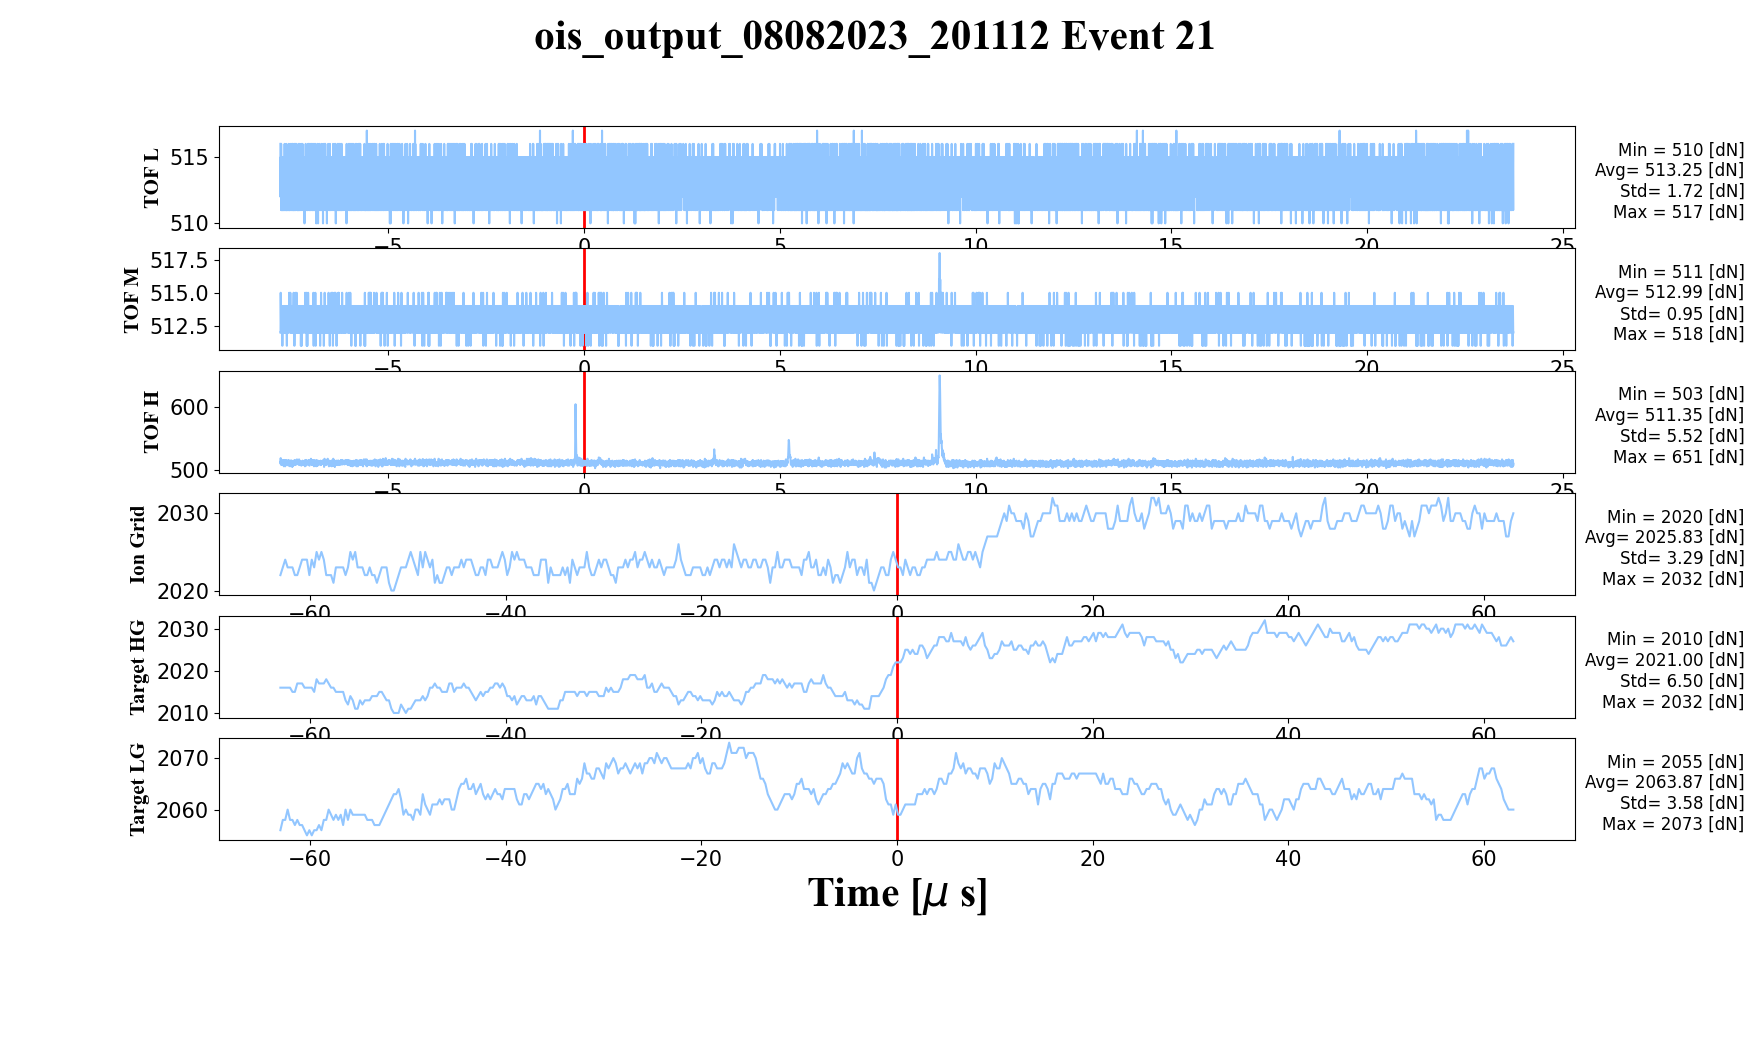 ois_output_08082023_201112 Event 21
TOF L
515
510
−5
0
5
10
15
20
25
Min = 510 [dN]
Avg= 513.25 [dN]
Std= 1.72 [dN]
Max = 517 [dN]
TOF M
517.5
515.0
512.5
−5
0
5
10
15
20
25
Min = 511 [dN]
Avg= 512.99 [dN]
Std= 0.95 [dN]
Max = 518 [dN]
TOF H
600
500
−5
0
5
10
15
20
25
Min = 503 [dN]
Avg= 511.35 [dN]
Std= 5.52 [dN]
Max = 651 [dN]
Ion Grid
2030
2020
−60
−40
−20
0
20
40
60
Min = 2020 [dN]
Avg= 2025.83 [dN]
Std= 3.29 [dN]
Max = 2032 [dN]
Target HG
2030
2020
2010
−60
−40
−20
0
20
40
60
Min = 2010 [dN]
Avg= 2021.00 [dN]
Std= 6.50 [dN]
Max = 2032 [dN]
Target LG
2070
2060
−60
−40
−20
0
20
40
60
Min = 2055 [dN]
Avg= 2063.87 [dN]
Std= 3.58 [dN]
Max = 2073 [dN]
Time [μ s]